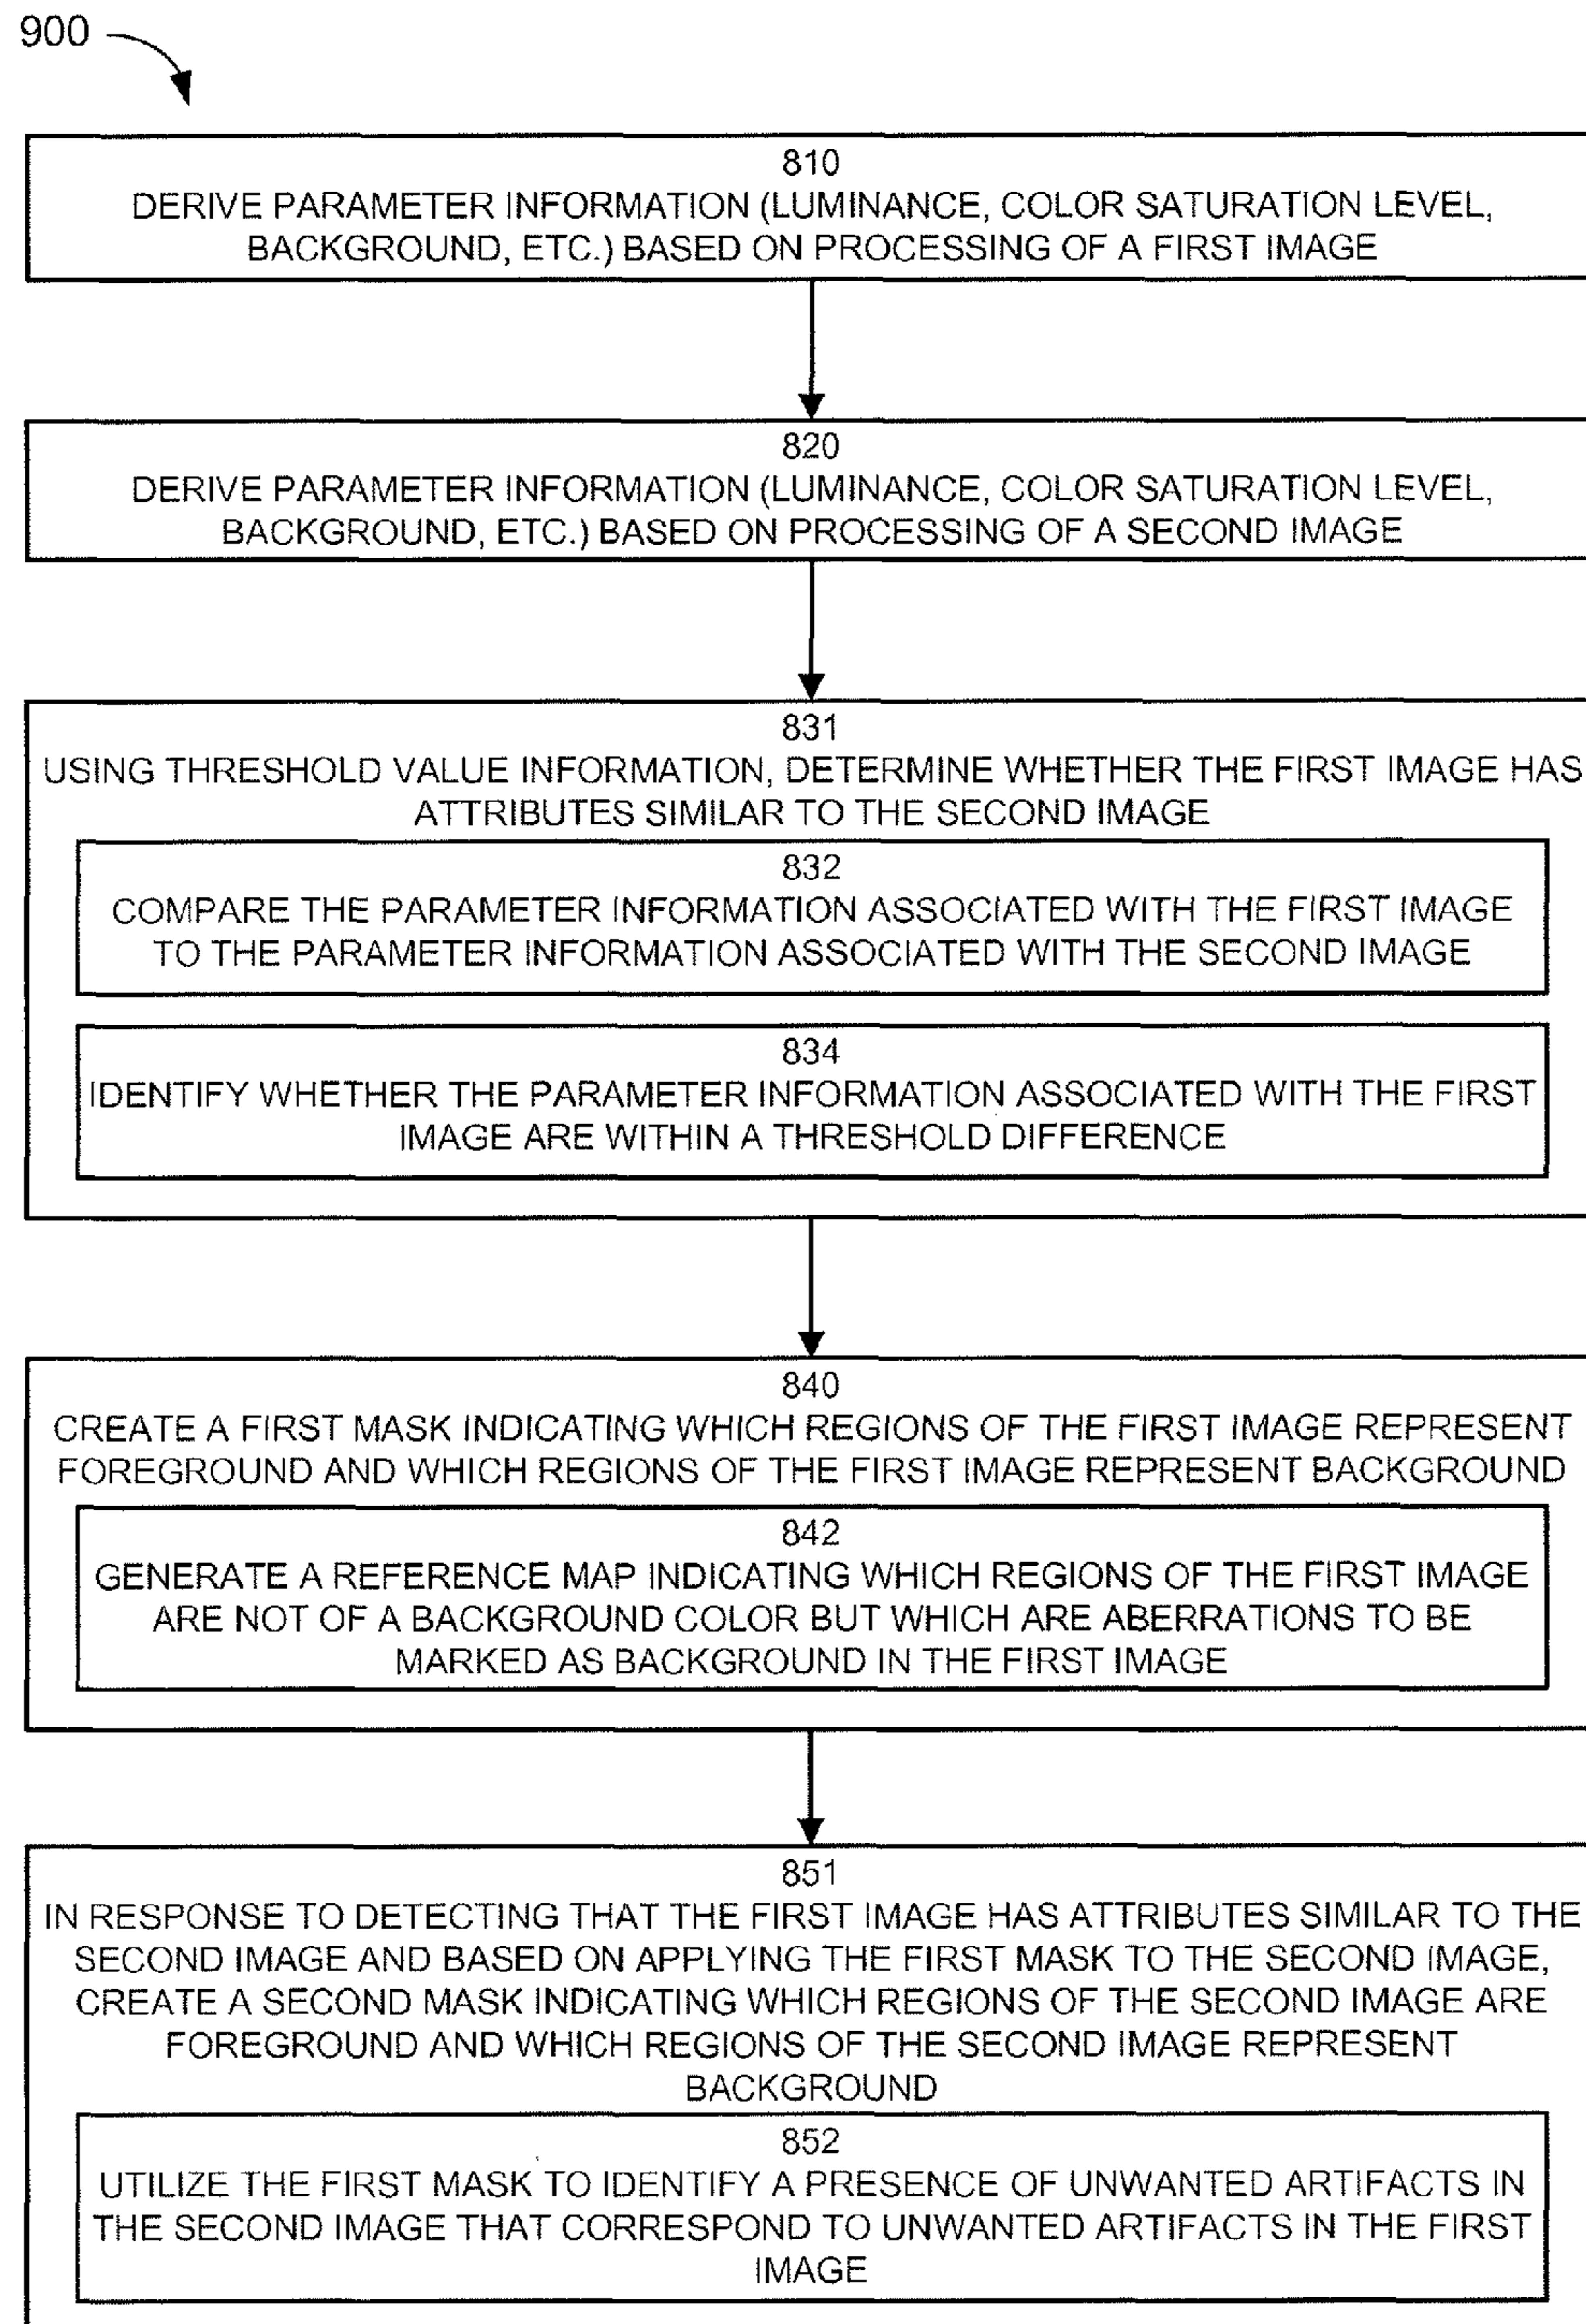 900
810
DERIVE PARAMETER INFORMATION (LUMINANCE, COLOR SATURATION LEVEL,
BACKGROUND, ETC.) BASED ON PROCESSING OF A FIRST IMAGE
820
DERIVE PARAMETER INFORMATION (LUMINANCE, COLOR SATURATION LEVEL,
BACKGROUND, ETC.) BASED ON PROCESSING OF A SECOND IMAGE
831
USING THRESHOLD VALUE INFORMATION, DETERMINE WHETHER THE FIRST IMAGE HAS
ATTRIBUTES SIMILAR TO THE SECOND IMAGE
832
COMPARE THE PARAMETER INFORMATION ASSOCIATED WITH THE FIRST IMAGE
TO THE PARAMETER INFORMATION ASSOCIATED WITH THE SECOND IMAGE
834
IDENTIFY WHETHER THE PARAMETER INFORMATION ASSOCIATED WITH THE FIRST
IMAGE ARE WITHIN A THRESHOLD DIFFERENCE
840
CREATE A FIRST MASK INDICATING WHICH REGIONS OF THE FIRST IMAGE REPRESENT
FOREGROUND AND WHICH REGIONS OF THE FIRST IMAGE REPRESENT BACKGROUND
842
GENERATE A REFERENCE MAP INDICATING WHICH REGIONS OF THE FIRST IMAGE
ARE NOT OF A BACKGROUND COLOR BUT WHICH ARE ABERRATIONS TO BE
MARKED AS BACKGROUND IN THE FIRST IMAGE
851
IN RESPONSE TO DETECTING THAT THE FIRST IMAGE HAS ATTRIBUTES SIMILAR TO THE
SECOND IMAGE AND BASED ON APPLYING THE FIRST MASK TO THE SECOND IMAGE,
CREATE A SECOND MASK INDICATING WHICH REGIONS OF THE SECOND IMAGE ARE
FOREGROUND AND WHICH REGIONS OF THE SECOND IMAGE REPRESENT
BACKGROUND
852
UTILIZE THE FIRST MASK TO IDENTIFY A PRESENCE OF UNWANTED ARTIFACTS IN
THE SECOND IMAGE THAT CORRESPOND TO UNWANTED ARTIFACTS IN THE FIRST
IMAGE